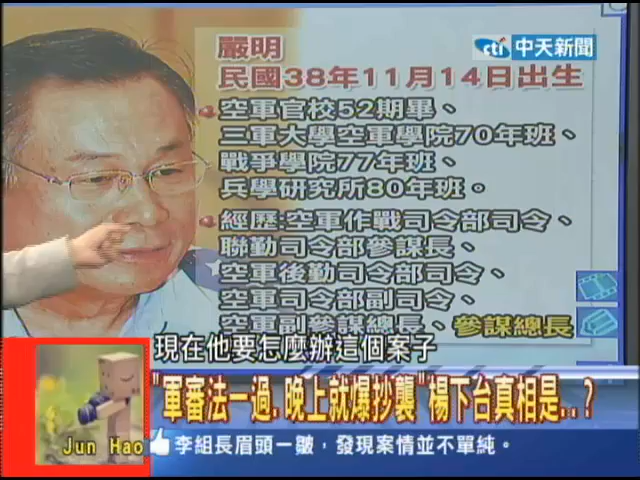 嚴明
cti 中天新聞
民國38年11月14日出生
空軍官校52期畢、
三軍大學空軍學院70年班、
戰爭學院77年班、
兵學研究所80年班。
經歷:空軍作戰司令部司令、
聯勤司令部參謀長、
空軍後勤司令部司令、
空軍司令部副司令、
空軍副參謀總長、參謀總長
現在他要怎麼辦這個案子
"軍審法一過.晚上就爆抄襲"楊下台真相是..?
Jun Hao
李組長眉頭一皺，發現案情並不單純。